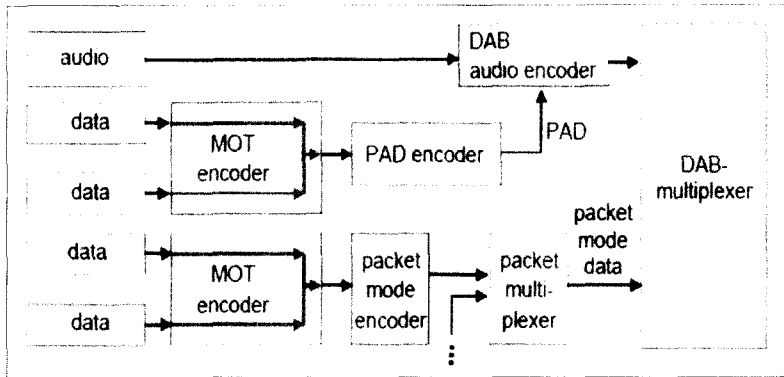 audio
DAB
audio encoder
data
MOT
encoder
PAD encoder
PAD
data
DAB-
multiplexer
data
MOT
encoder
packet
mode
encoder
packet
multi-
plexer
packet
mode
data
data